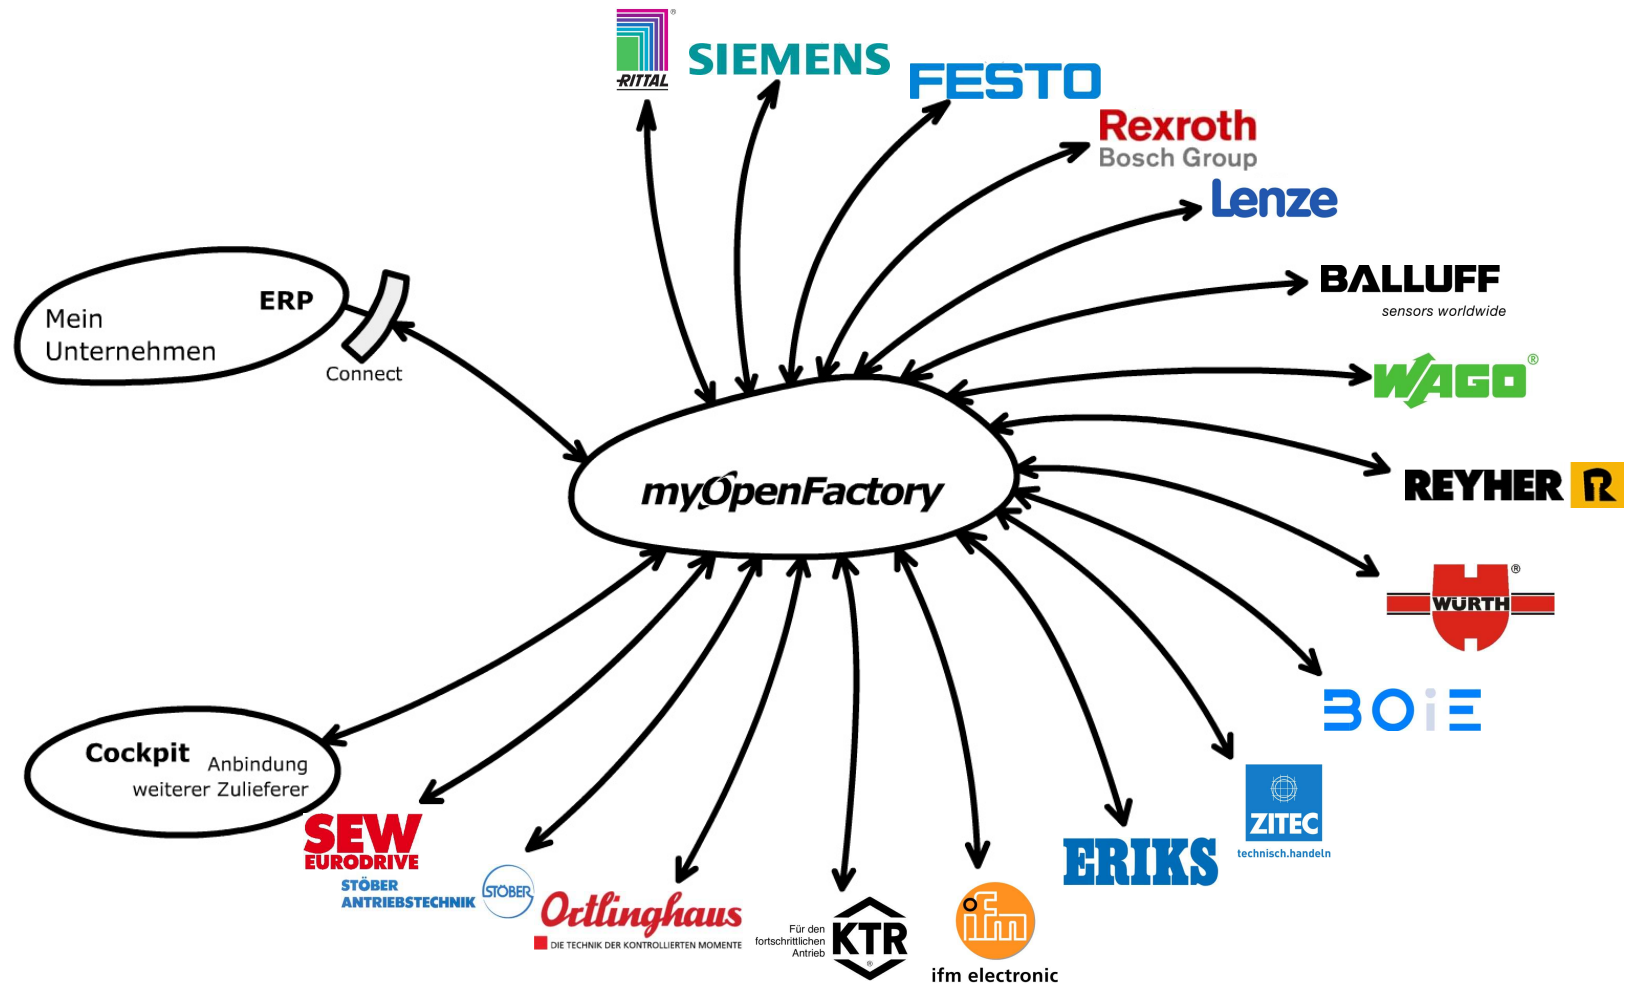 RITTAL
®
SIEMENS
FESTO
Rexroth
Bosch Group
Lenze
BALLUFF
sensors worldwide
WAGO®
REYHER R
WÜRTH®
BOiE
ZITEC
technisch.handeln
ERIKS
ifm
ifm electronic
Für den
fortschrittlichen
Antrieb
KTR
®
Ortlinghaus
DIE TECHNIK DER KONTROLLIERTEN MOMENTE
STÖBER
ANTRIEBSTECHNIK
STÖBER
SEW
EURODRIVE
Cockpit Anbindung
weiterer Zulieferer
ERP
Mein
Unternehmen
Connect
myOpenFactory